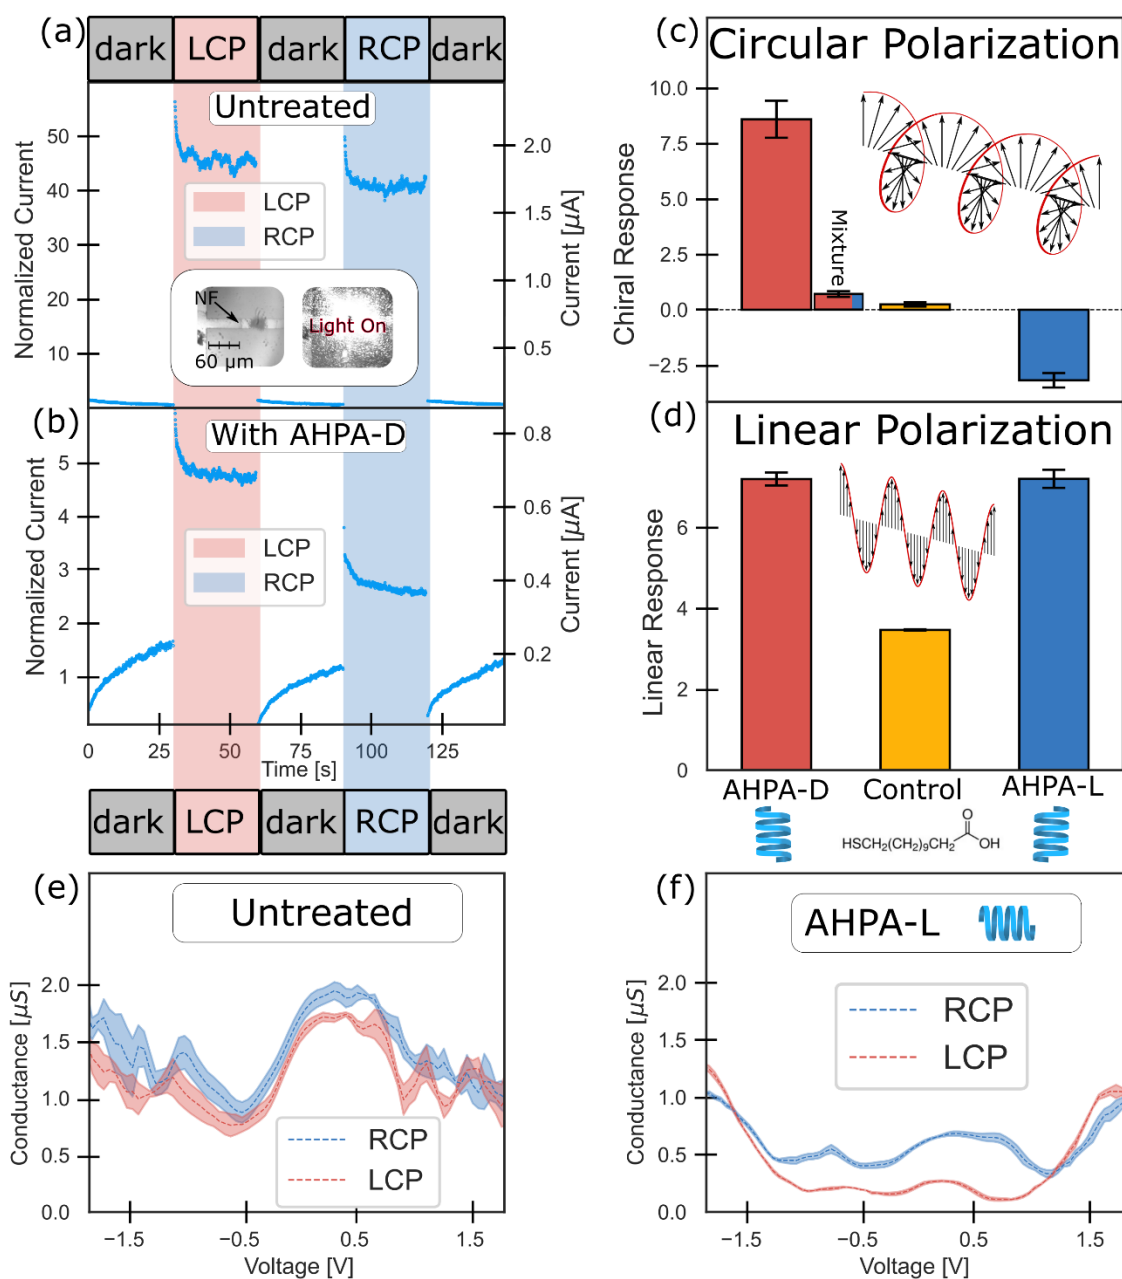 (a)
dark LCP dark RCP dark
Untreated
Normalized Current
50
40
30
20
10
LCP
RCP
NF
60 µm
Light On
2.0
1.5
1.0
0.5
Current [µA]
(b)
With AHPA-D
Normalized Current
5
4
3
2
1
LCP
RCP
0.8
0.6
0.4
0.2
Current [µA]
0 25 50 75 100 125
Time [s]
dark LCP dark RCP dark
(c)
Circular Polarization
Chiral Response
10.0
7.5
5.0
2.5
0.0
−2.5
Mixture
(d)
Linear Polarization
Linear Response
6
4
2
0
AHPA-D Control AHPA-L
HSCH2(CH2)9CH2
O
OH
(e)
Untreated
Conductance [µS]
2.0
1.5
1.0
0.5
0.0
RCP
LCP
−1.5 −0.5 0.5 1.5
Voltage [V]
(f)
AHPA-L
Conductance [µS]
2.0
1.5
1.0
0.5
0.0
RCP
LCP
−1.5 −0.5 0.5 1.5
Voltage [V]